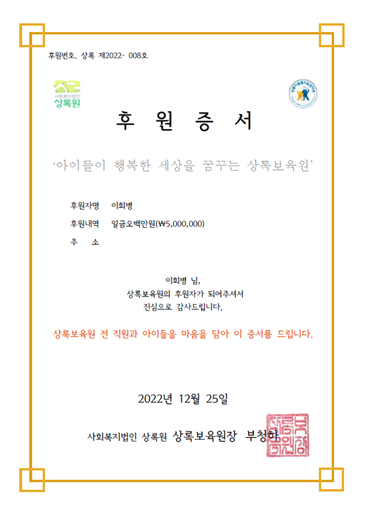 후원번호. 상록 제2022- 008호
사회복지법인
상록원
후 원 증 서
‘아이들이 행복한 세상을 꿈꾸는 상록보육원’
후원자명 이희병
후원내역 일금오백만원(₩5,000,000)
주 소
이희병 님,
상록보육원의 후원자가 되어주셔서
진심으로 감사드립니다.
상록보육원 전 직원과 아이들을 마음을 담아 이 증서를 드립니다.
2022년 12월 25일
사회복지법인 상록원 상록보육원장 부청하